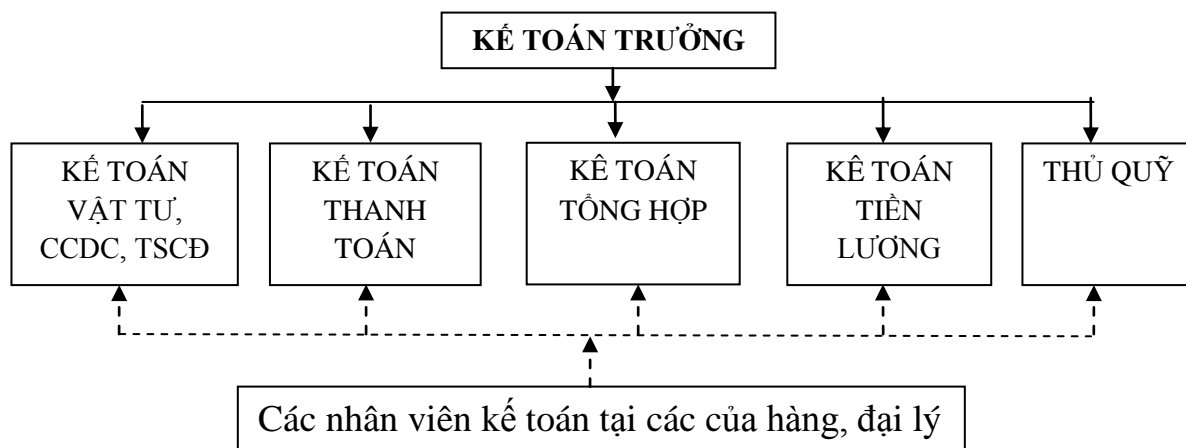 KẾ TOÁN TRƯỞNG
KẾ TOÁN
VẬT TƯ,
CCDC, TSCĐ
KẾ TOÁN
THANH
TOÁN
KÊ TOÁN
TỔNG HỢP
KÊ TOÁN
TIỀN
LƯƠNG
THỦ QUỸ
Các nhân viên kế toán tại các của hàng, đại lý